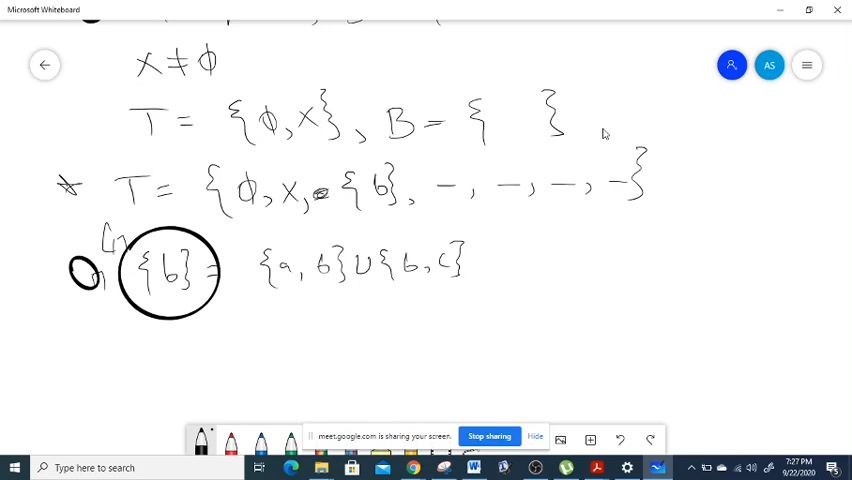 Microsoft Whiteboard
X ≠ ϕ
T = {ϕ, X}, B = { }
AS
* T = {ϕ, X, {b}, –, –, –, –}
{b} = {a, b} ∪ {b, c}
meet.google.com is sharing your screen. Stop sharing Hide
Type here to search
7:27 PM
9/22/2020